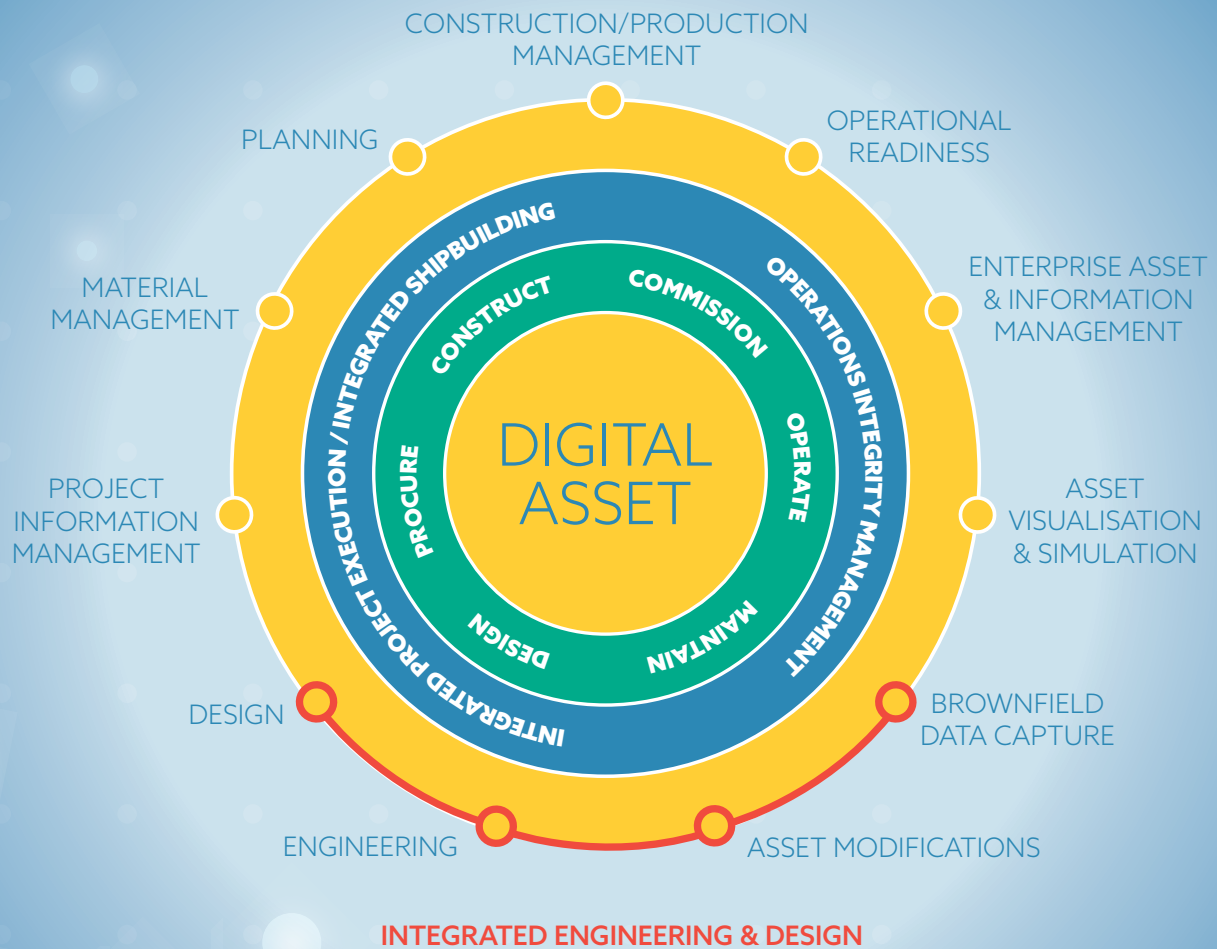 CONSTRUCTION/PRODUCTION
MANAGEMENT
OPERATIONAL
READINESS
ENTERPRISE ASSET
& INFORMATION
MANAGEMENT
ASSET
VISUALISATION
& SIMULATION
BROWNFIELD
DATA CAPTURE
ASSET MODIFICATIONS
ENGINEERING
DESIGN
PROJECT
INFORMATION
MANAGEMENT
MATERIAL
MANAGEMENT
PLANNING
INTEGRATED PROJECT EXECUTION / INTEGRATED SHIPBUILDING
OPERATIONS INTEGRITY MANAGEMENT
DESIGN
PROCURE
CONSTRUCT
COMMISSION
OPERATE
MAINTAIN
DIGITAL
ASSET
INTEGRATED ENGINEERING & DESIGN